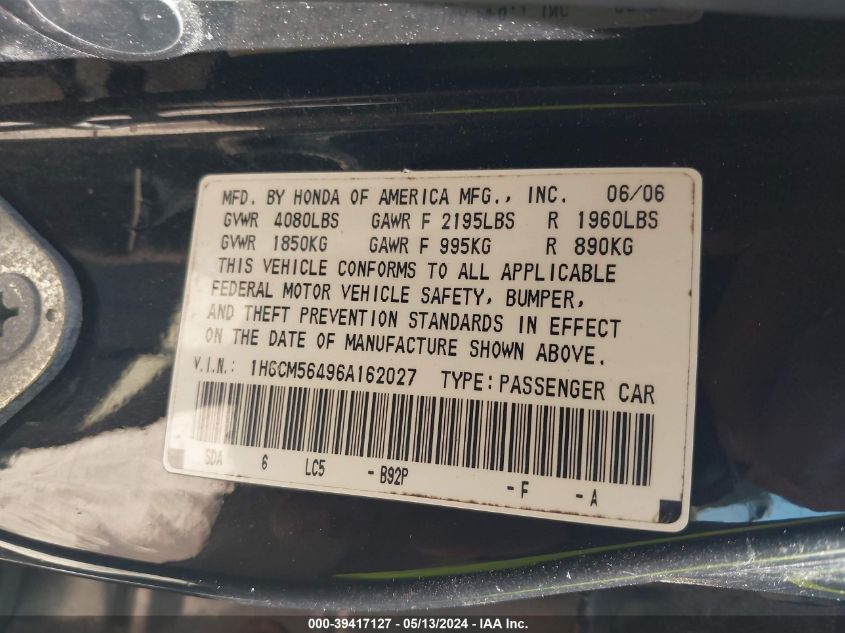 MFD. BY HONDA OF AMERICA MFG., INC. 06/06
GVWR 4080LBS GAWR F 2195LBS R 1960LBS
GVWR 1850KG GAWR F 995KG R 890KG
THIS VEHICLE CONFORMS TO ALL APPLICABLE
FEDERAL MOTOR VEHICLE SAFETY, BUMPER,
AND THEFT PREVENTION STANDARDS IN EFFECT
ON THE DATE OF MANUFACTURE SHOWN ABOVE.
V.I.N.: 1HGCM56496A162027 TYPE: PASSENGER CAR
SDA 6 LC5 - B92P - F - A
000-39417127 - 05/13/2024 - IAA Inc.